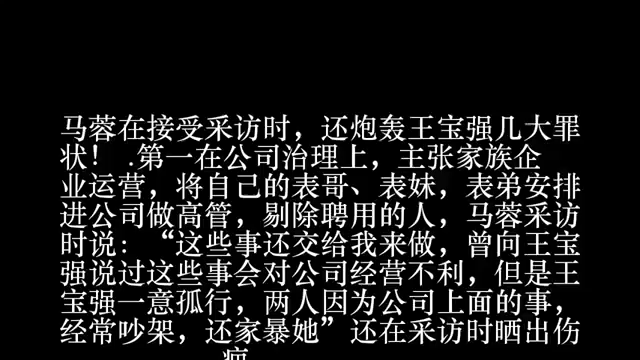 马蓉在接受采访时，还炮轰王宝强几大罪
状！.第一在公司治理上，主张家族企
业运营，将自己的表哥、表妹，表弟安排
进公司做高管，剔除聘用的人，马蓉采访
时说：“这些事还交给我来做，曾向王宝
强说过这些事会对公司经营不利，但是王
宝强一意孤行，两人因为公司上面的事，
经常吵架，还家暴她”还在采访时晒出伤
疤